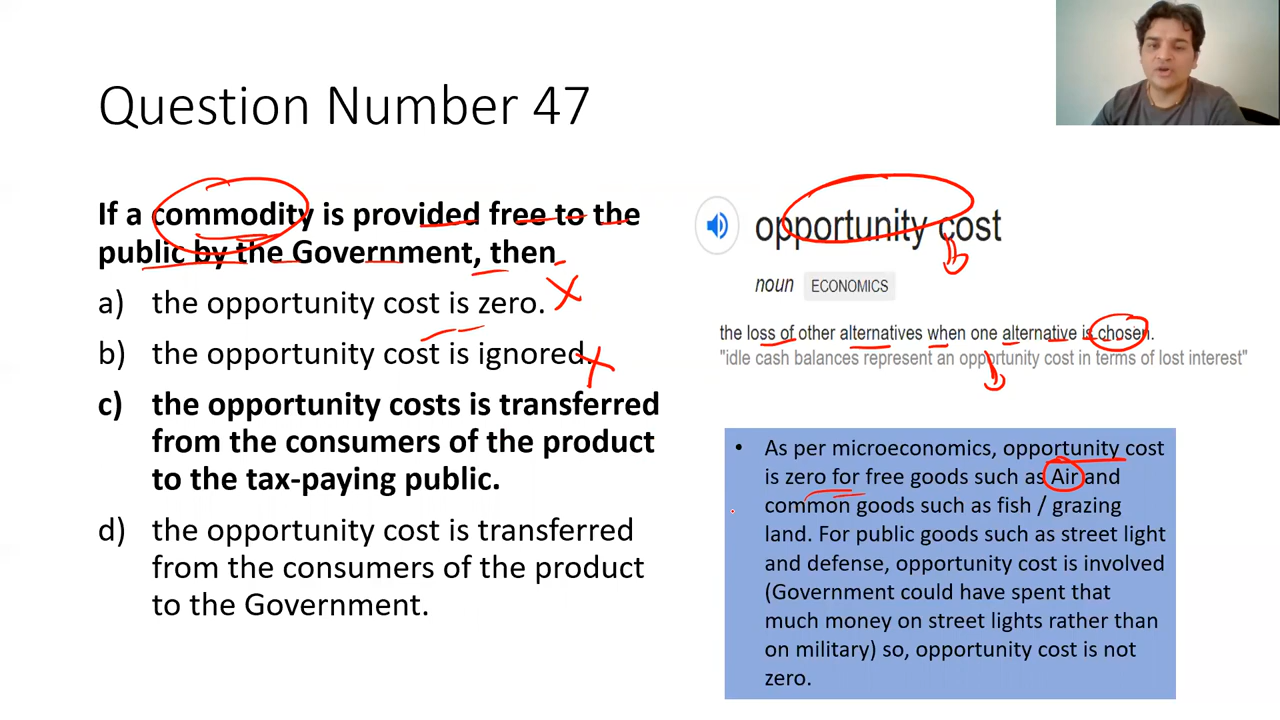 Question Number 47
If a commodity is provided free to the
public by the Government, then
a) the opportunity cost is zero.
b) the opportunity cost is ignored.
c) the opportunity costs is transferred
from the consumers of the product
to the tax-paying public.
d) the opportunity cost is transferred
from the consumers of the product
to the Government.
opportunity cost
noun ECONOMICS
the loss of other alternatives when one alternative is chosen.
"idle cash balances represent an opportunity cost in terms of lost interest"
• As per microeconomics, opportunity cost
is zero for free goods such as Air and
common goods such as fish / grazing
land. For public goods such as street light
and defense, opportunity cost is involved
(Government could have spent that
much money on street lights rather than
on military) so, opportunity cost is not
zero.